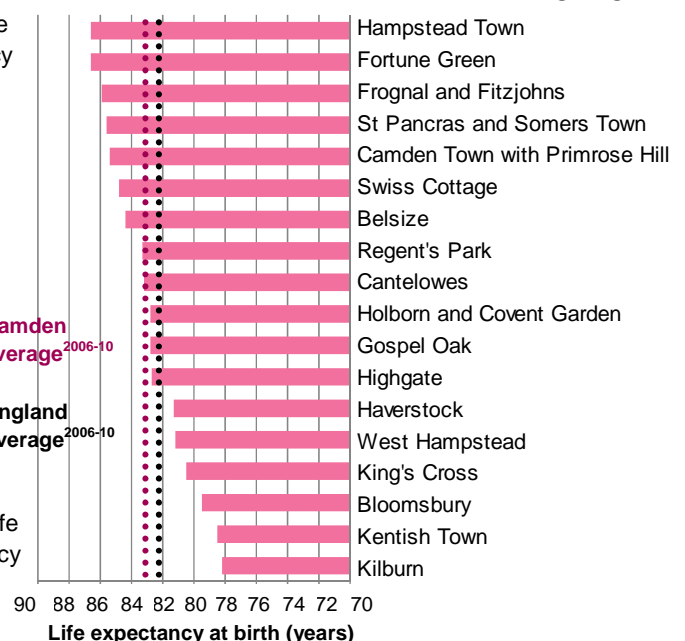 Hampstead Town
Fortune Green
Frognal and Fitzjohns
St Pancras and Somers Town
Camden Town with Primrose Hill
Swiss Cottage
Belsize
Regent's Park
Cantelowes
Holborn and Covent Garden
amden
Gospel Oak
verage2006-10
Highgate
ngland
Haverstock
verage2006-10
West Hampstead
King's Cross
Bloomsbury
Kentish Town
Kilburn
90 88 86 84 82 80 78 76 74 72 70
Life expectancy at birth (years)